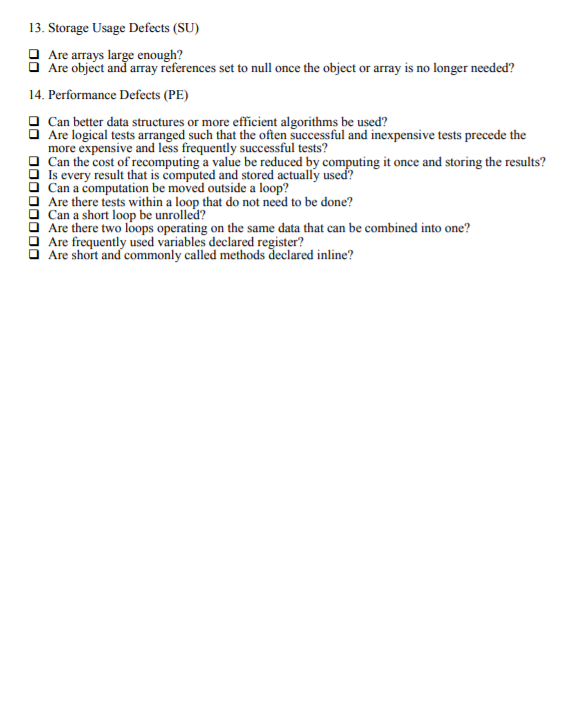 13. Storage Usage Defects (SU)
❑ Are arrays large enough?
❑ Are object and array references set to null once the object or array is no longer needed?
14. Performance Defects (PE)
❑ Can better data structures or more efficient algorithms be used?
❑ Are logical tests arranged such that the often successful and inexpensive tests precede the
more expensive and less frequently successful tests?
❑ Can the cost of recomputing a value be reduced by computing it once and storing the results?
❑ Is every result that is computed and stored actually used?
❑ Can a computation be moved outside a loop?
❑ Are there tests within a loop that do not need to be done?
❑ Can a short loop be unrolled?
❑ Are there two loops operating on the same data that can be combined into one?
❑ Are frequently used variables declared register?
❑ Are short and commonly called methods declared inline?